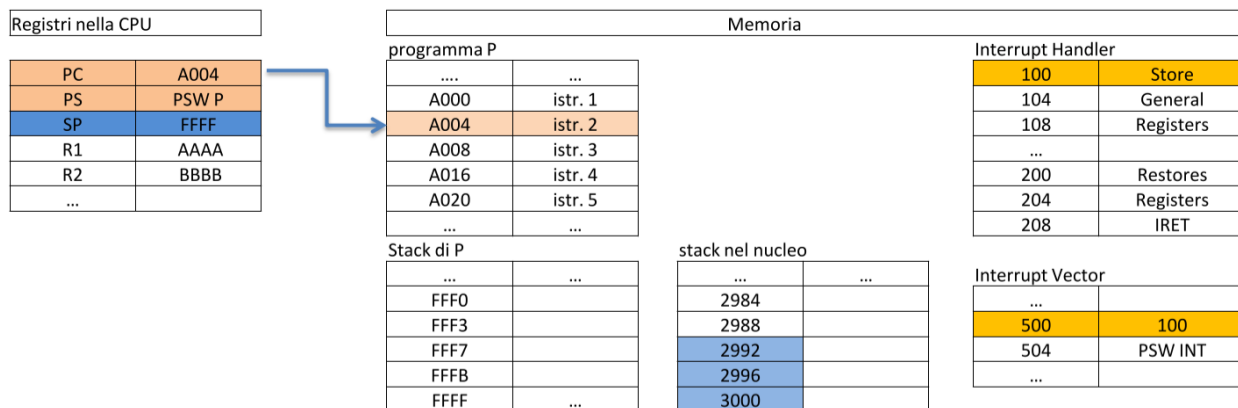 Registri nella CPU Memoria
programma P Interrupt Handler
PC A004 .... ... 100 Store
PS PSW P A000 istr. 1 104 General
SP FFFF A004 istr. 2 108 Registers
R1 AAAA A008 istr. 3 ...
R2 BBBB A016 istr. 4 200 Restores
... A020 istr. 5 204 Registers
... ... 208 IRET
Stack di P stack nel nucleo
... ... ... ... Interrupt Vector
FFF0 2984 ...
FFF3 2988 500 100
FFF7 2992 504 PSW INT
FFFB 2996 ...
FFFF ... 3000